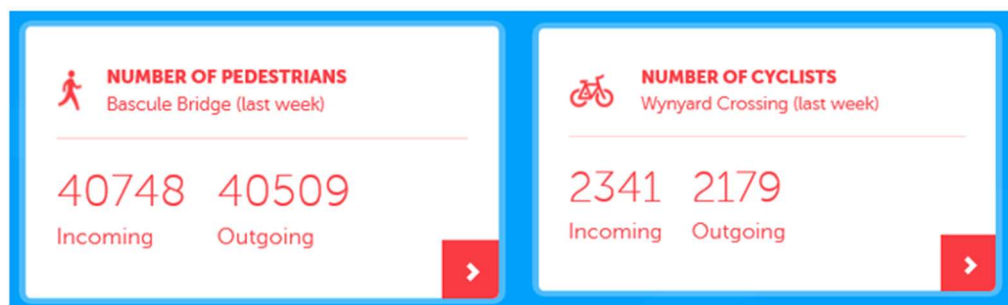 NUMBER OF PEDESTRIANS
Bascule Bridge (last week)
40748 40509
Incoming Outgoing
NUMBER OF CYCLISTS
Wynyard Crossing (last week)
2341 2179
Incoming Outgoing